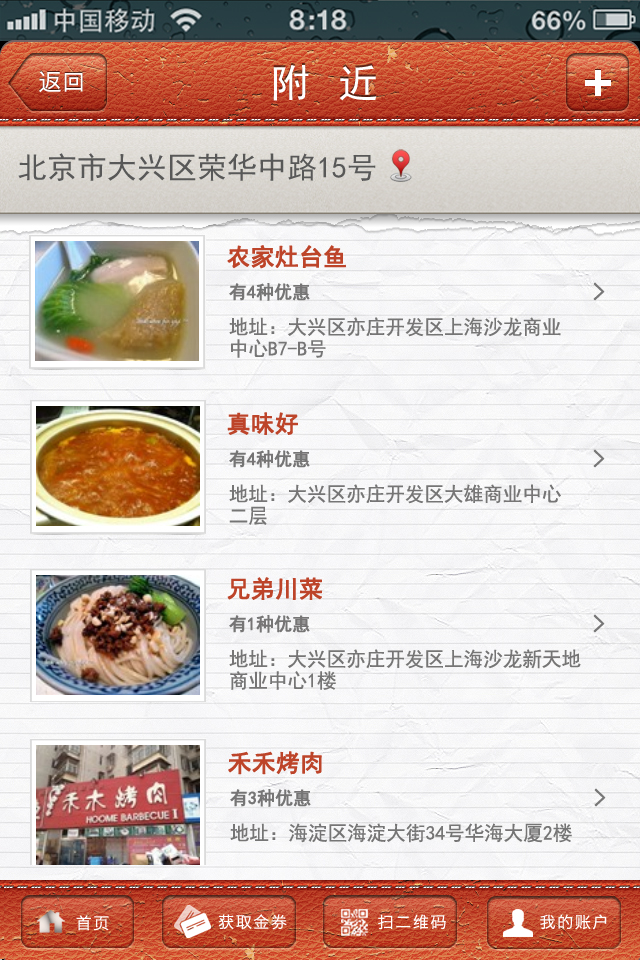 中国移动 8:18 66%
返回 附 近
北京市大兴区荣华中路15号
农家灶台鱼
有4种优惠
地址：大兴区亦庄开发区上海沙龙商业
中心B7-B号
真味好
有4种优惠
地址：大兴区亦庄开发区大雄商业中心
二层
兄弟川菜
有1种优惠
地址：大兴区亦庄开发区上海沙龙新天地
商业中心1楼
禾木烤肉
HOOME BARBECUE I
禾禾烤肉
有3种优惠
地址：海淀区海淀大街34号华海大厦2楼
首页 获取金券 扫二维码 我的账户